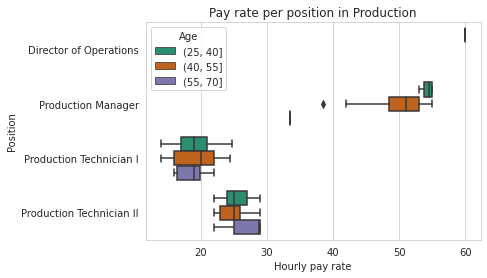 Pay rate per position in Production
Age
(25, 40]
(40, 55]
(55, 70]
Position
Director of Operations
Production Manager
Production Technician I
Production Technician II
20 30 40 50 60
Hourly pay rate